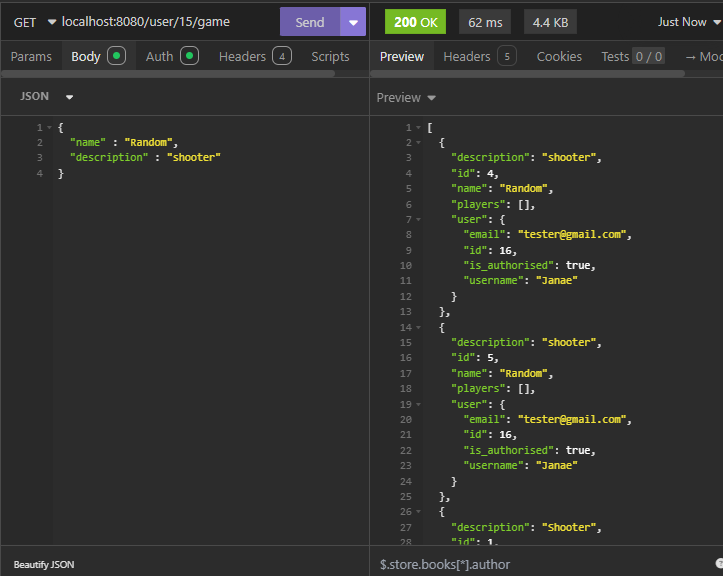 GET localhost:8080/user/15/game Send 200 OK 62 ms 4.4 KB Just Now
Params Body Auth Headers 4 Scripts Preview Headers 5 Cookies Tests 0 / 0 → Moc
JSON
Preview
1 {
2 "name" : "Random",
3 "description" : "shooter"
4 }
1 [
2 {
3 "description": "shooter",
4 "id": 4,
5 "name": "Random",
6 "players": [],
7 "user": {
8 "email": "tester@gmail.com",
9 "id": 16,
10 "is_authorised": true,
11 "username": "Janae"
12 }
13 },
14 {
15 "description": "shooter",
16 "id": 5,
17 "name": "Random",
18 "players": [],
19 "user": {
20 "email": "tester@gmail.com",
21 "id": 16,
22 "is_authorised": true,
23 "username": "Janae"
24 }
25 },
26 {
27 "description": "Shooter",
28 "id": 1,
Beautify JSON
$.store.books[*].author